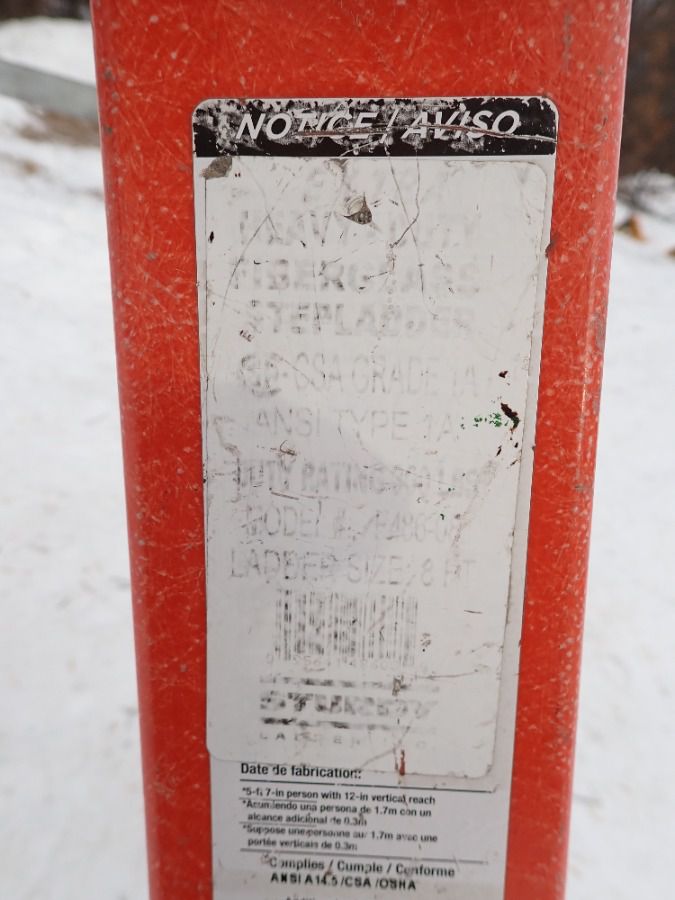 NOTICE / AVISO
HEAVY DUTY
FIBERGLASS
STEPLADDER
CSA GRADE 1A
ANSI TYPE 1A
DUTY RATING 300 LBS
MODEL #:
LADDER SIZE: 8 FT
Date de fabrication:
*5-ft 7-in person with 12-in vertical reach
*Asumiendo una persona de 1.7m con un
alcance adicional de 0.3m
*Suppose une personne de 1.7m avec une
portée verticale de 0.3m
Complies / Cumple / Conforme
ANSI A14.5 /CSA /OSHA